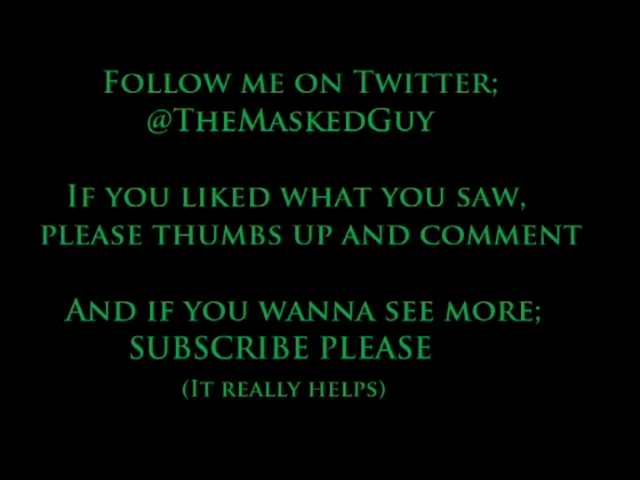 Follow me on Twitter;
@TheMaskedGuy
If you liked what you saw,
please thumbs up and comment
And if you wanna see more;
SUBSCRIBE PLEASE
(It really helps)